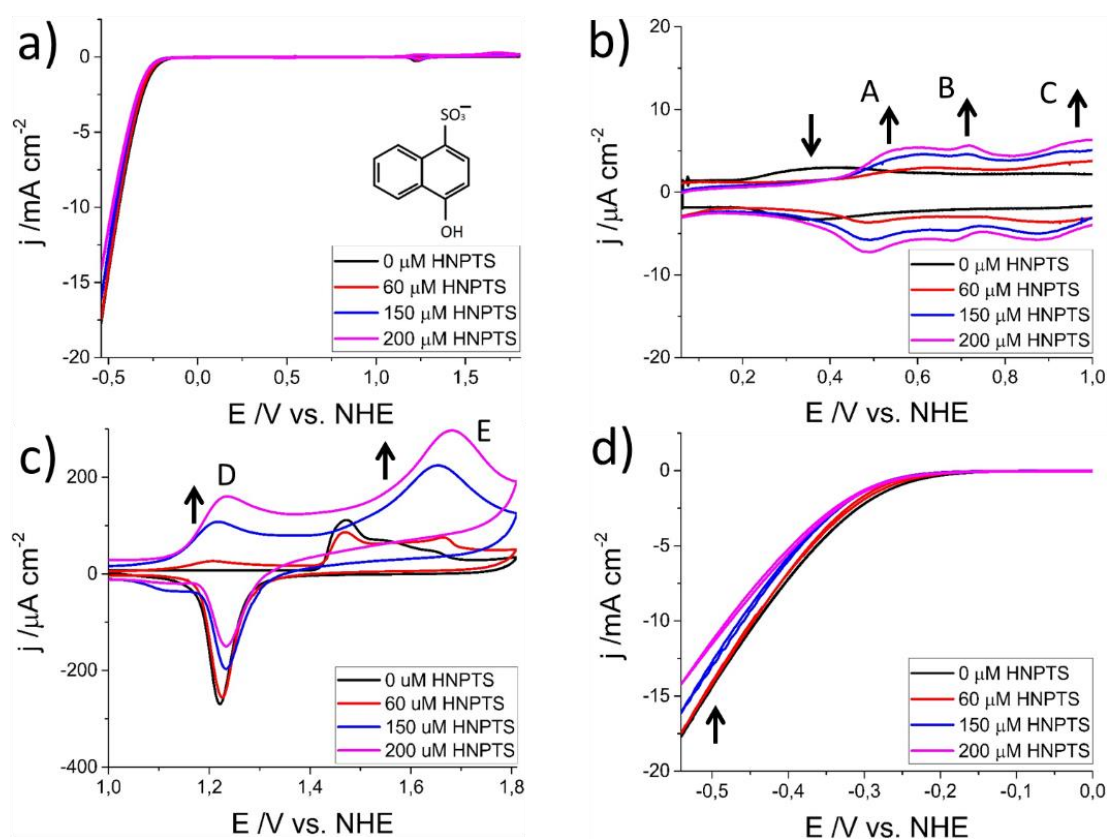 a)
0
-5
-10
-15
-20
j /mA cm⁻²
SO₃⁻
OH
0 μM HNPTS
60 μM HNPTS
150 μM HNPTS
200 μM HNPTS
-0,5 0,0 0,5 1,0 1,5
E /V vs. NHE
b)
20
10
0
-10
-20
j /μA cm⁻²
A B C
0 μM HNPTS
60 μM HNPTS
150 μM HNPTS
200 μM HNPTS
0,2 0,4 0,6 0,8 1,0
E /V vs. NHE
c)
200
0
-200
-400
j /μA cm⁻²
D E
0 uM HNPTS
60 uM HNPTS
150 uM HNPTS
200 uM HNPTS
1,0 1,2 1,4 1,6 1,8
E /V vs. NHE
d)
0
-5
-10
-15
-20
j /mA cm⁻²
0 μM HNPTS
60 μM HNPTS
150 μM HNPTS
200 μM HNPTS
-0,5 -0,4 -0,3 -0,2 -0,1 0,0
E /V vs. NHE